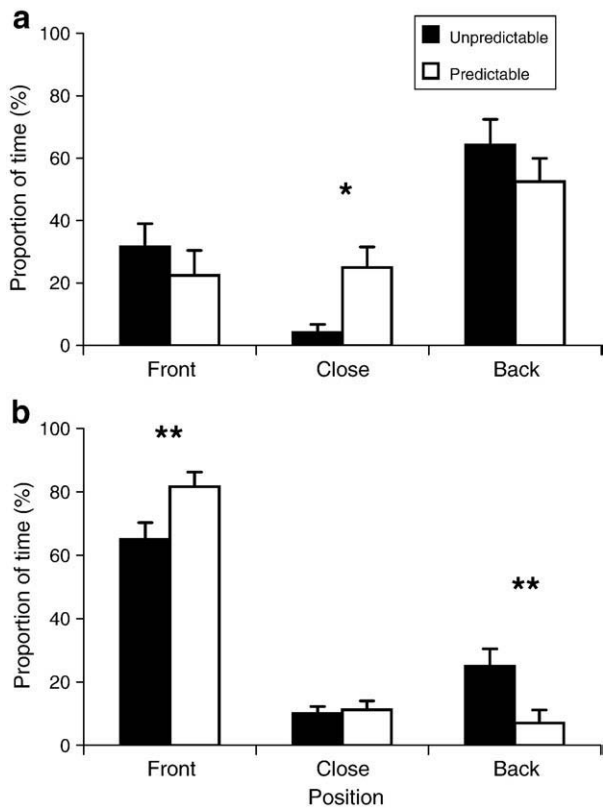 a
Unpredictable
Predictable
Proportion of time (%)
100
80
60
40
20
0
*
Front Close Back
b
Proportion of time (%)
100
80
60
40
20
0
**
**
Front Close Back
Position